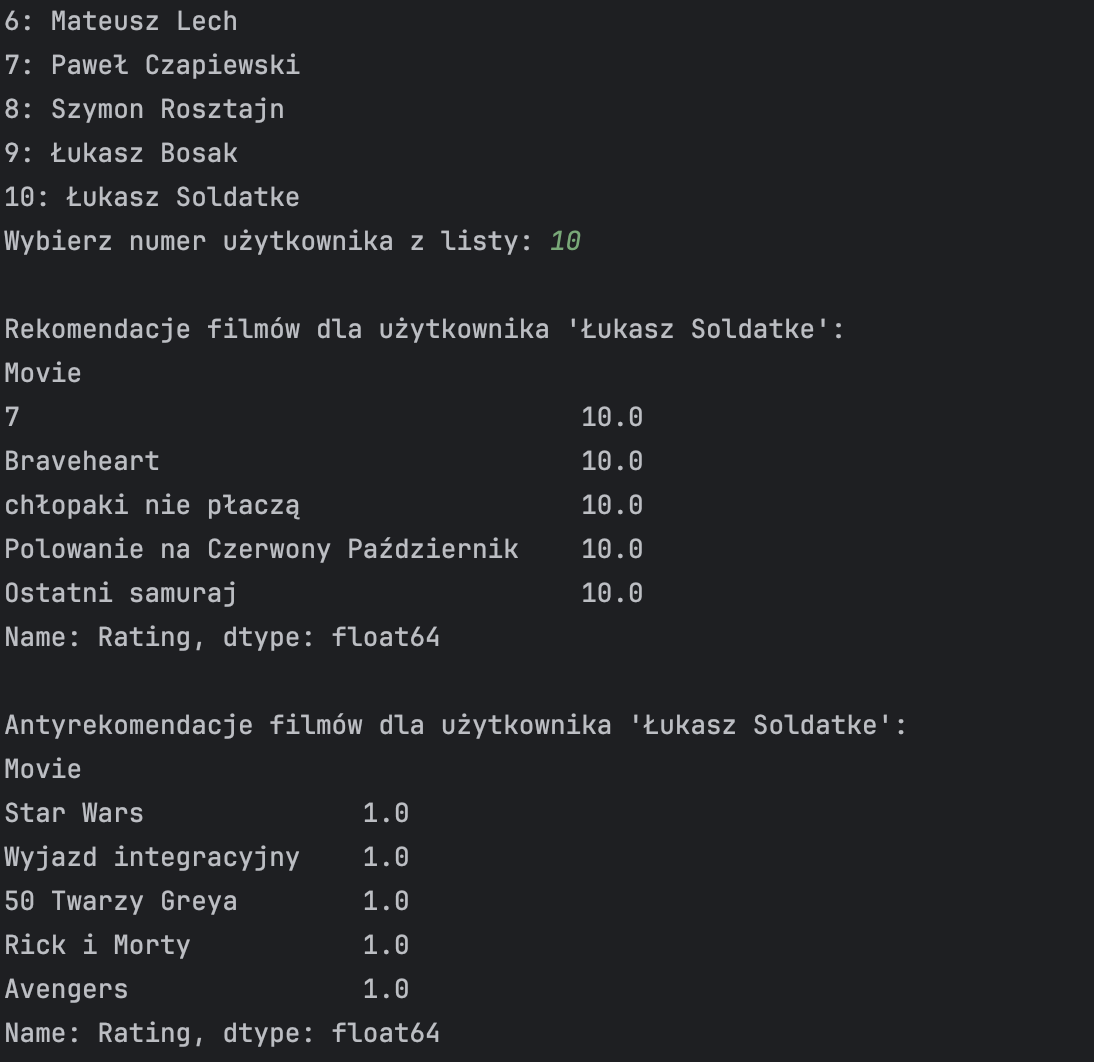 6: Mateusz Lech
7: Paweł Czapiewski
8: Szymon Rosztajn
9: Łukasz Bosak
10: Łukasz Soldatke
Wybierz numer użytkownika z listy: 10
Rekomendacje filmów dla użytkownika 'Łukasz Soldatke':
Movie
7 10.0
Braveheart 10.0
chłopaki nie płaczą 10.0
Polowanie na Czerwony Październik 10.0
Ostatni samuraj 10.0
Name: Rating, dtype: float64
Antyrekomendacje filmów dla użytkownika 'Łukasz Soldatke':
Movie
Star Wars 1.0
Wyjazd integracyjny 1.0
50 Twarzy Greya 1.0
Rick i Morty 1.0
Avengers 1.0
Name: Rating, dtype: float64